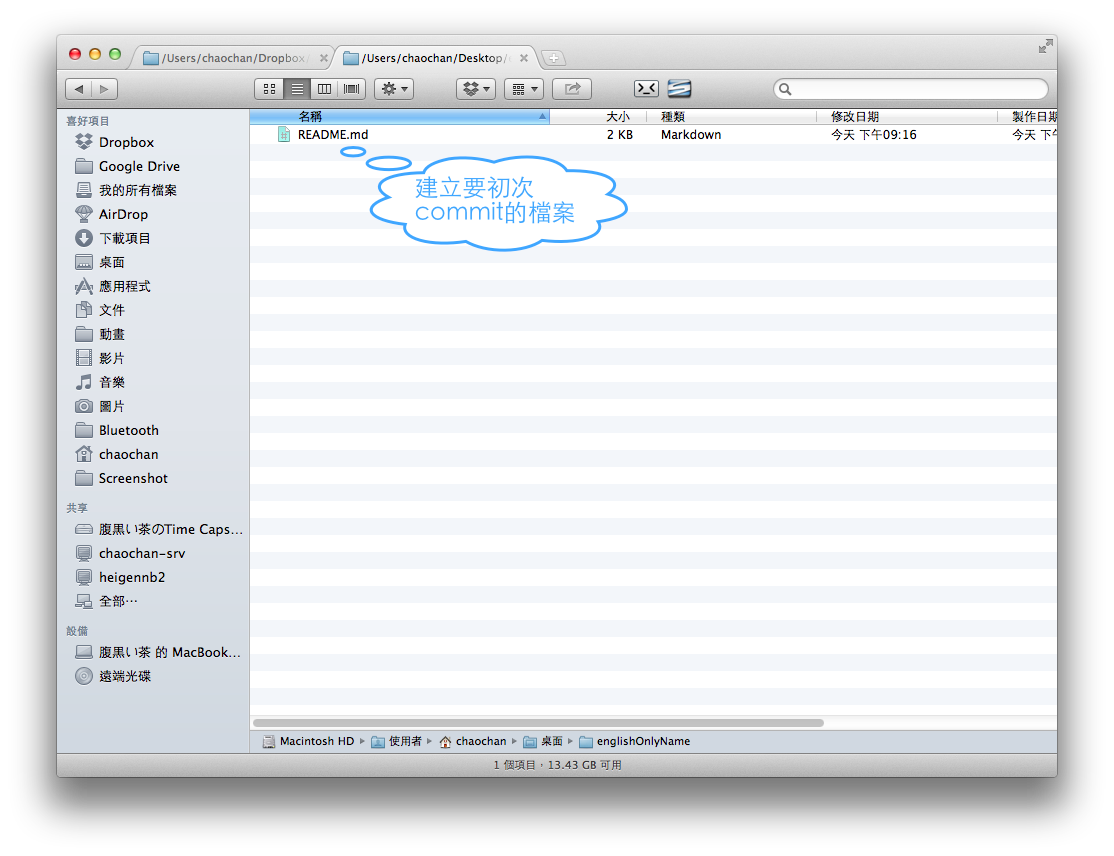 /Users/chaochan/Dropbox/
/Users/chaochan/Desktop/
喜好項目
Dropbox
Google Drive
我的所有檔案
AirDrop
下載項目
桌面
應用程式
文件
動畫
影片
音樂
圖片
Bluetooth
chaochan
Screenshot
共享
腹黒い茶のTime Caps...
chaochan-srv
heigennb2
全部⋯
設備
腹黒い茶 的 MacBook...
遠端光碟
名稱 大小 種類 修改日期 製作日期
README.md 2 KB Markdown 今天 下午09:16 今天 下午
建立要初次
commit的檔案
Macintosh HD ▸ 使用者 ▸ chaochan ▸ 桌面 ▸ englishOnlyName
1 個項目，13.43 GB 可用